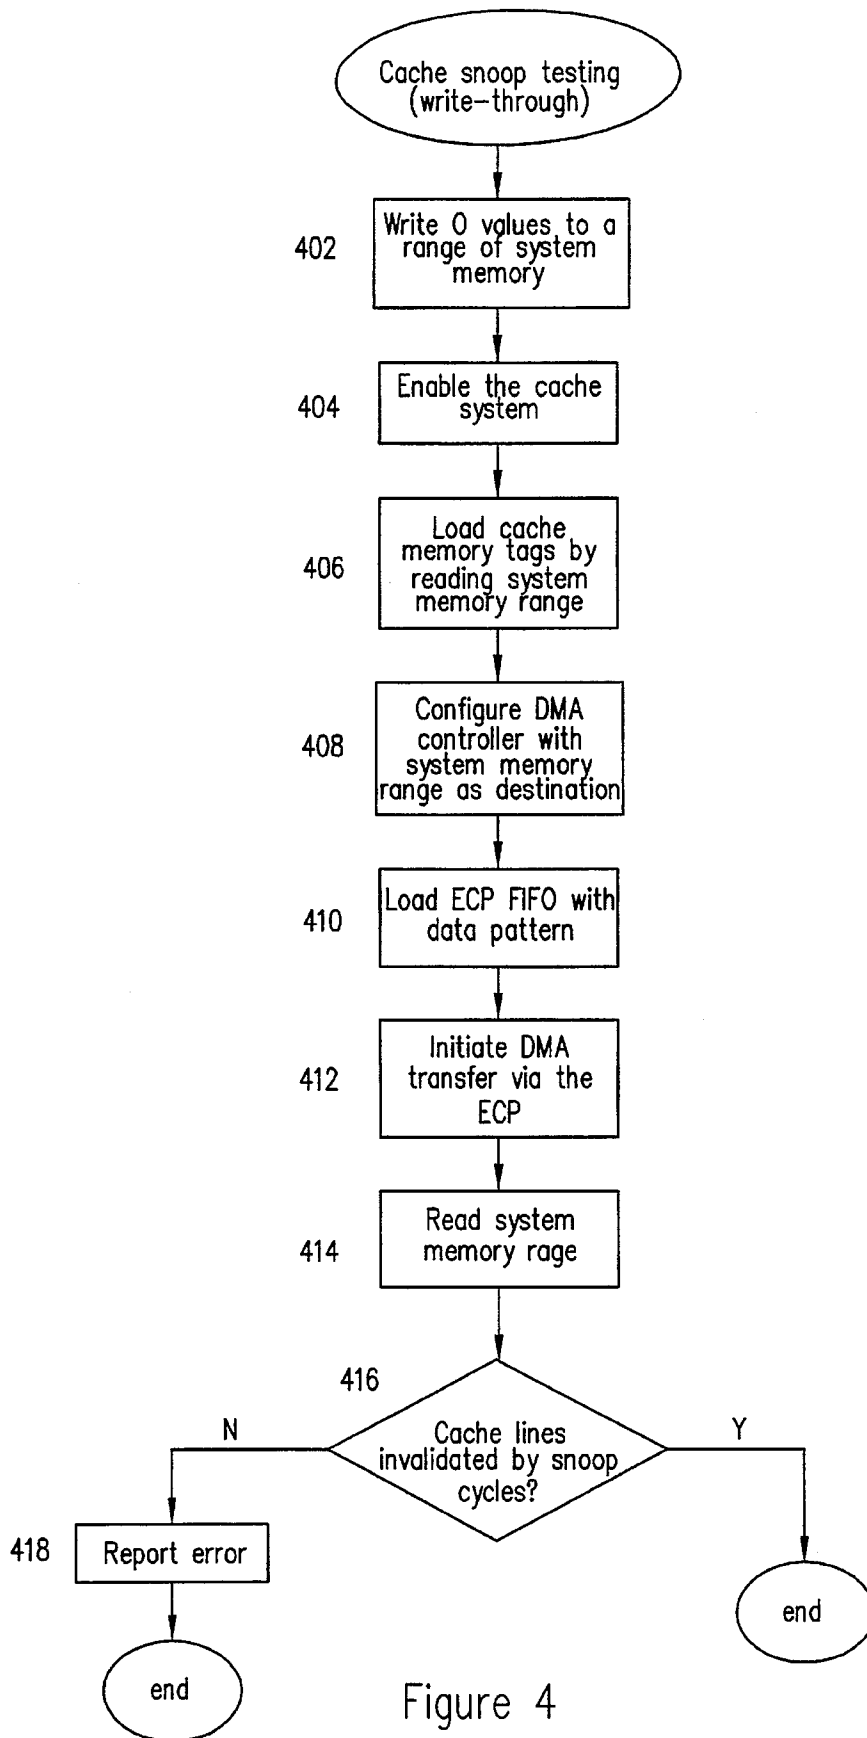 Cache snoop testing
(write-through)
402
Write 0 values to a
range of system
memory
404
Enable the cache
system
406
Load cache
memory tags by
reading system
memory range
408
Configure DMA
controller with
system memory
range as destination
410
Load ECP FIFO with
data pattern
412
Initiate DMA
transfer via the
ECP
414
Read system
memory rage
416
N
Y
Cache lines
invalidated by snoop
cycles?
418
Report error
end
end
Figure 4